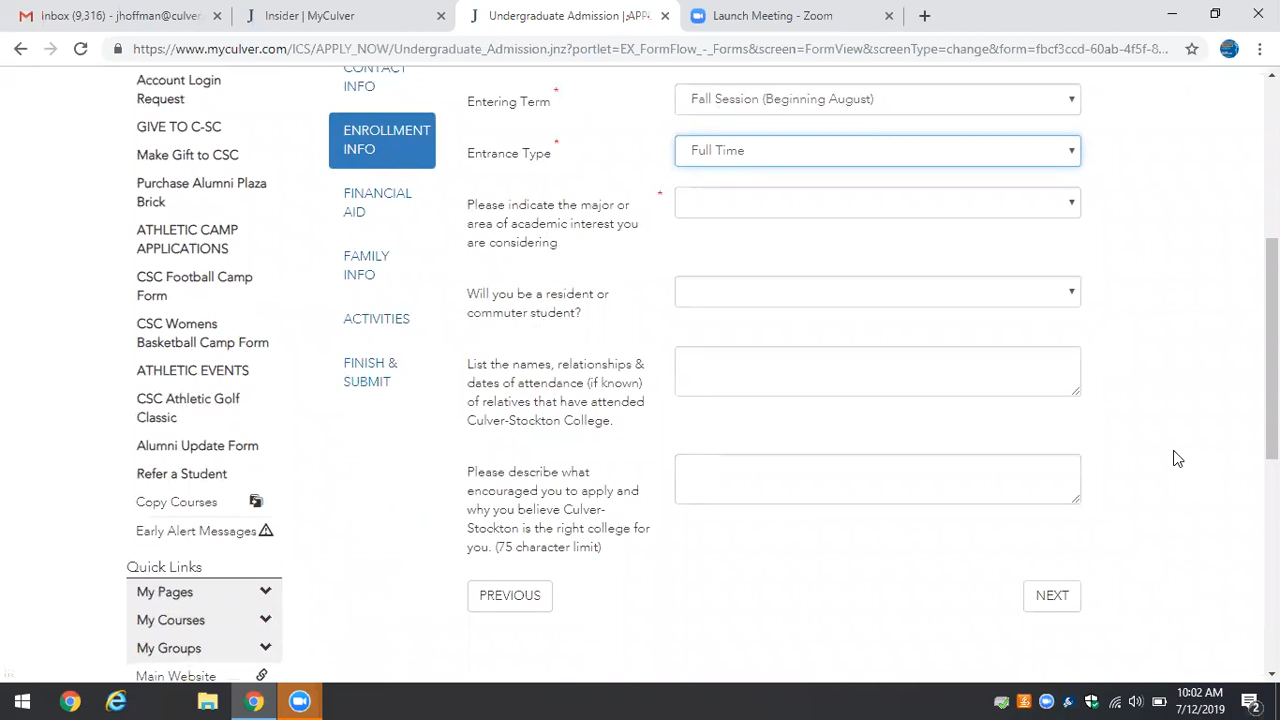 inbox (9,316) - jhoffman@culver
Insider | MyCulver
Undergraduate Admission | APPL
Launch Meeting - Zoom
https://www.myculver.com/ICS/APPLY_NOW/Undergraduate_Admission.jnz?portlet=EX_FormFlow_-_Forms&screen=FormView&screenType=change&form=fbcf3ccd-60ab-4f5f-8...
Account Login
Request
GIVE TO C-SC
Make Gift to CSC
Purchase Alumni Plaza
Brick
ATHLETIC CAMP
APPLICATIONS
CSC Football Camp
Form
CSC Womens
Basketball Camp Form
ATHLETIC EVENTS
CSC Athletic Golf
Classic
Alumni Update Form
Refer a Student
Copy Courses
Early Alert Messages
Quick Links
My Pages
My Courses
My Groups
Main Website
CONTACT
INFO
ENROLLMENT
INFO
FINANCIAL
AID
FAMILY
INFO
ACTIVITIES
FINISH &
SUBMIT
Entering Term *
Fall Session (Beginning August)
Entrance Type *
Full Time
Please indicate the major or *
area of academic interest you
are considering
Will you be a resident or
commuter student?
List the names, relationships &
dates of attendance (if known)
of relatives that have attended
Culver-Stockton College.
Please describe what
encouraged you to apply and
why you believe Culver-
Stockton is the right college for
you. (75 character limit)
PREVIOUS
NEXT
10:02 AM
7/12/2019
2